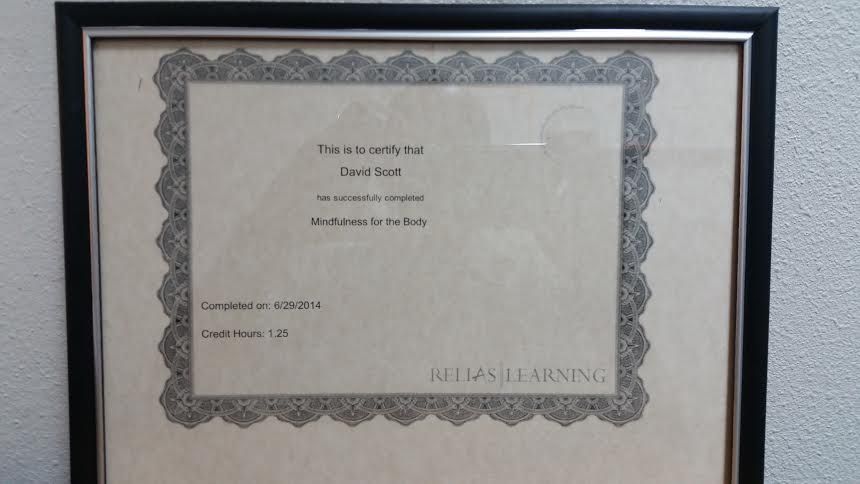 This is to certify that
David Scott
has successfully completed
Mindfulness for the Body
Completed on: 6/29/2014
Credit Hours: 1.25
RELIAS|LEARNING